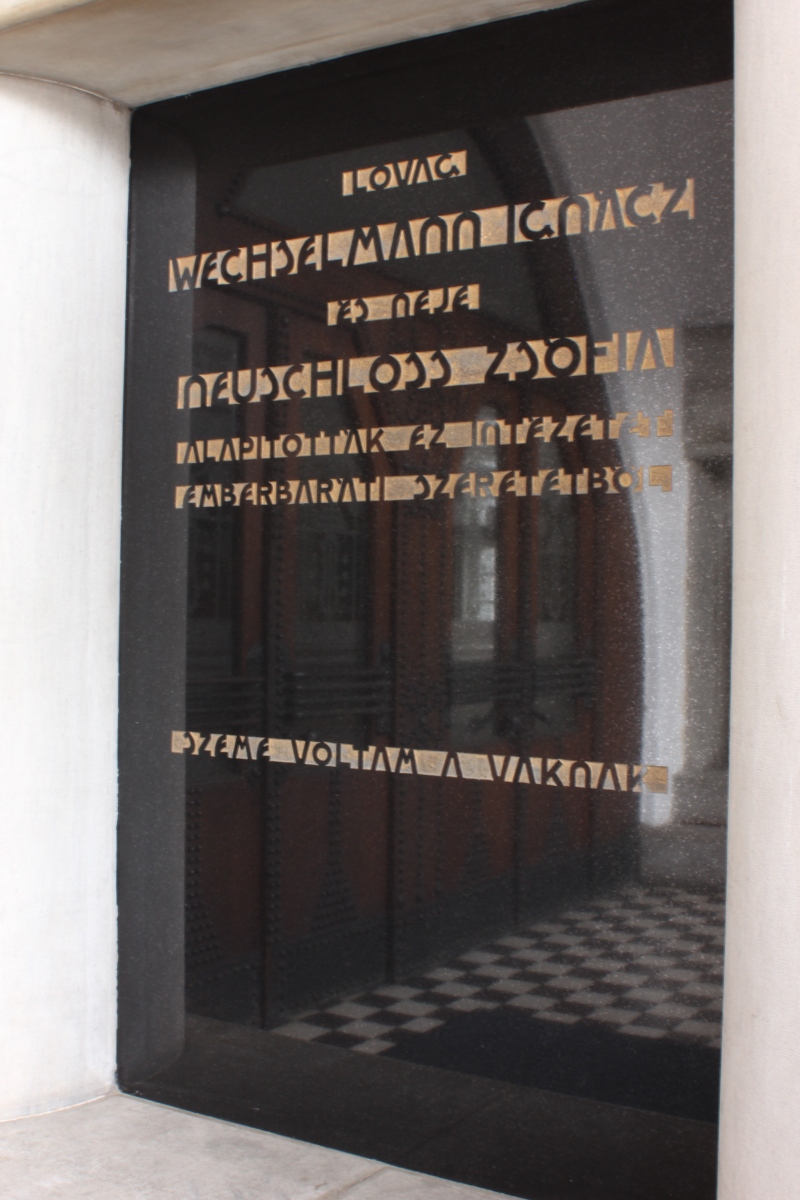 LOVAG
WECHSELMANN IGNÁCZ
ÉS NEJE
NEUSCHLOSS ZSÓFIA
ALAPITOTTÁK EZ INTÉZETET
EMBERBARÁTI SZERETETBŐL
SZEME VOLTAM A VAKNAK